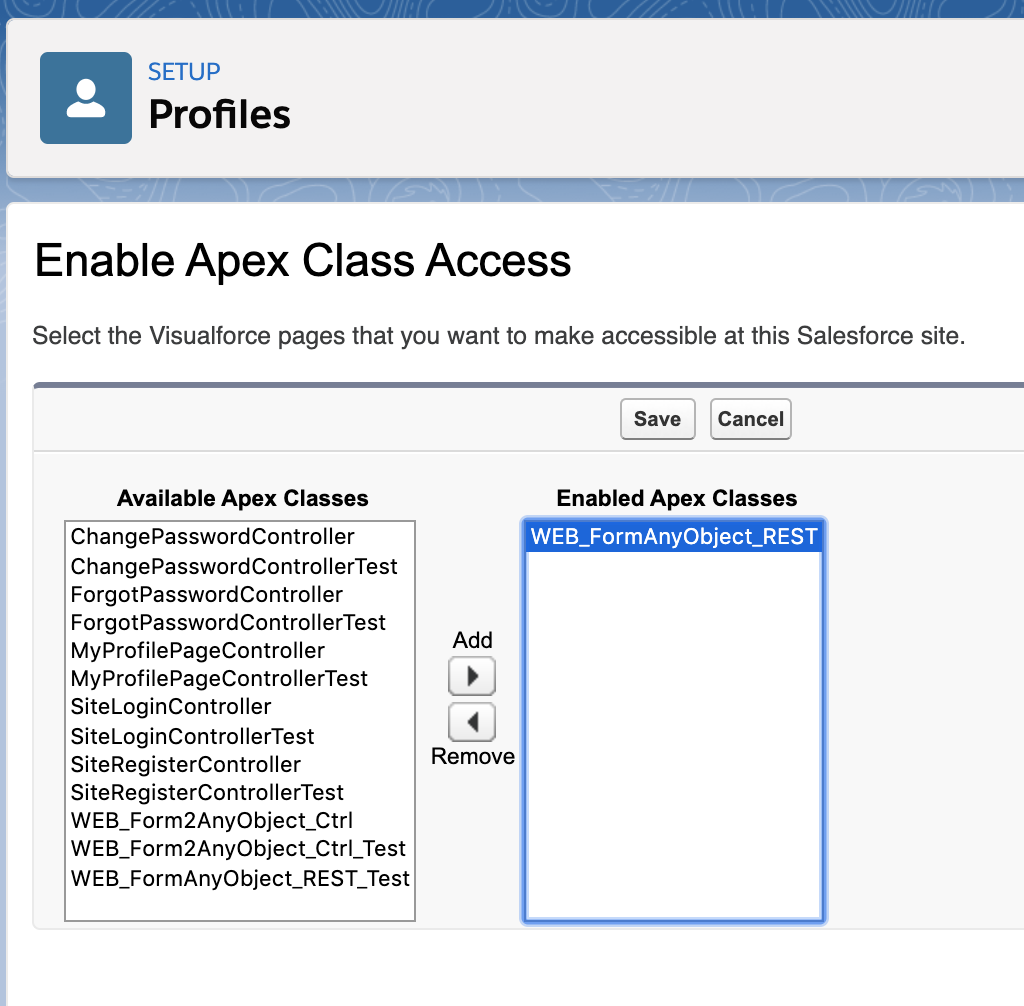 SETUP
Profiles
Enable Apex Class Access
Select the Visualforce pages that you want to make accessible at this Salesforce site.
Save Cancel
Available Apex Classes
ChangePasswordController
ChangePasswordControllerTest
ForgotPasswordController
ForgotPasswordControllerTest
MyProfilePageController
MyProfilePageControllerTest
SiteLoginController
SiteLoginControllerTest
SiteRegisterController
SiteRegisterControllerTest
WEB_Form2AnyObject_Ctrl
WEB_Form2AnyObject_Ctrl_Test
WEB_FormAnyObject_REST_Test
Add
Remove
Enabled Apex Classes
WEB_FormAnyObject_REST